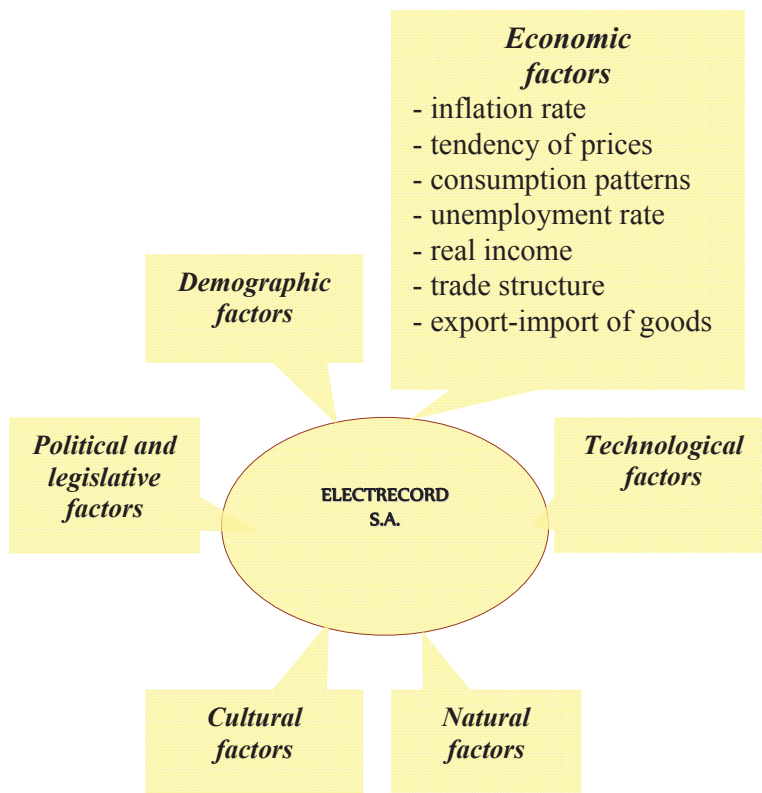 Economic
factors
- inflation rate
- tendency of prices
- consumption patterns
- unemployment rate
- real income
- trade structure
- export-import of goods
Demographic
factors
Political and
legislative
factors
ELECTRECORD
S.A.
Technological
factors
Cultural
factors
Natural
factors